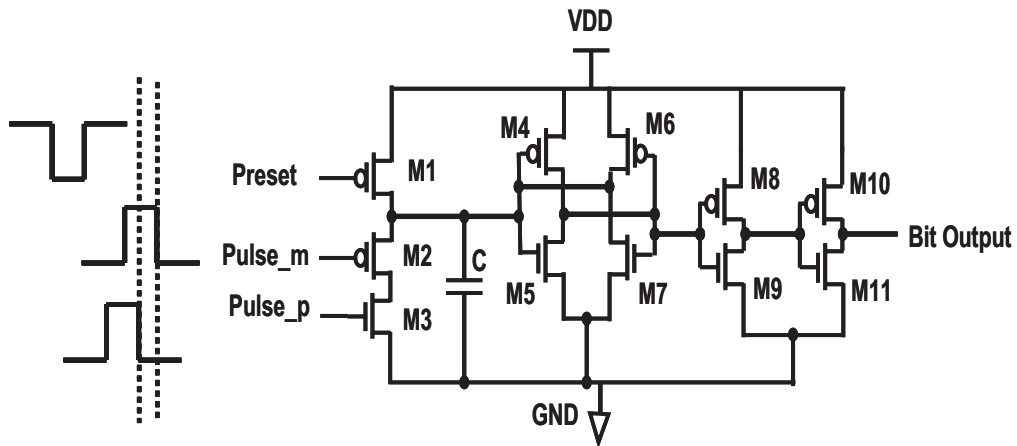 VDD
M4
M6
Preset
M1
M8
M10
Pulse_m
M2
C
M5
M7
M9
M11
Bit Output
Pulse_p
M3
GND